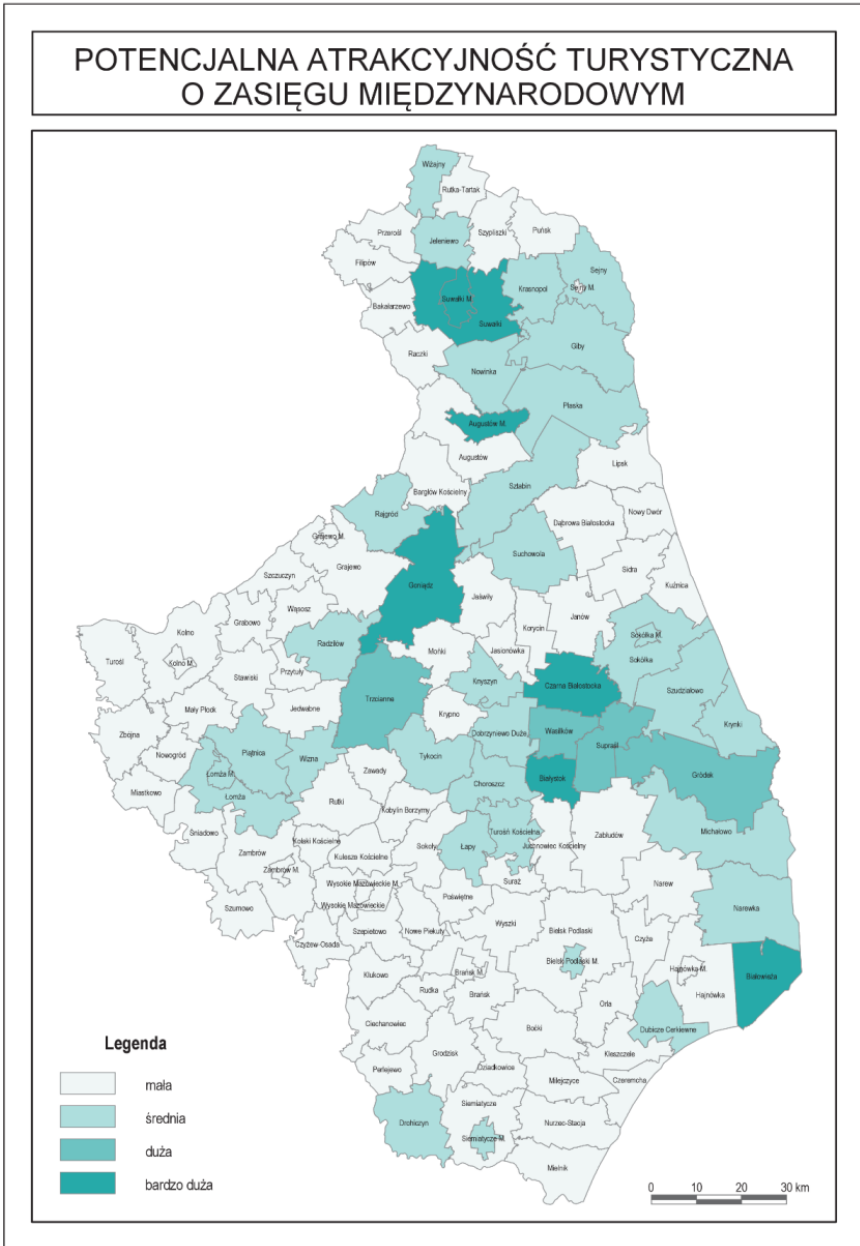 POTENCJALNA ATRAKCYJNOŚĆ TURYSTYCZNA
O ZASIĘGU MIĘDZYNARODOWYM
Wiżajny
Rutka-Tartak
Przerośl
Jeleniewo
Szypliszki
Puńsk
Filipów
Sejny
Sejny M.
Krasnopol
Suwałki M.
Suwałki
Bakałarzewo
Giby
Raczki
Nowinka
Płaska
Augustów M.
Augustów
Lipsk
Bargłów Kościelny
Sztabin
Rajgród
Nowy Dwór
Dąbrowa Białostocka
Grajewo M.
Grajewo
Suchowola
Sidra
Szczuczyn
Goniądz
Kuźnica
Jaświły
Wąsosz
Grabowo
Kolno
Korycin
Janów
Sokółka M.
Radziłów
Mońki
Jasionówka
Sokółka
Turośl
Kolno M.
Stawiski
Przytuły
Knyszyn
Czarna Białostocka
Szudziałowo
Trzcianne
Mały Płock
Jedwabne
Krypno
Krynki
Zbójna
Dobrzyniewo Duże
Wasilków
Supraśl
Nowogród
Piątnica
Wizna
Tykocin
Łomża M.
Zawady
Białystok
Gródek
Miastkowo
Łomża
Choroszcz
Rutki
Kobylin Borzymy
Śniadowo
Turośń Kościelna
Michałowo
Zabłudów
Kołaki Kościelne
Sokoły
Łapy
Juchnowiec Kościelny
Zambrów
Kulesze Kościelne
Zambrów M.
Suraż
Narew
Wysokie Mazowieckie M.
Wysokie Mazowieckie
Poświętne
Szumowo
Narewka
Szepietowo
Nowe Piekuty
Wyszki
Bielsk Podlaski
Czyże
Czyżew-Osada
Bielsk Podlaski M.
Hajnówka M.
Klukowo
Brańsk M.
Białowieża
Rudka
Brańsk
Orla
Hajnówka
Ciechanowiec
Boćki
Dubicze Cerkiewne
Grodzisk
Kleszczele
Perlejewo
Dziadkowice
Milejczyce
Czeremcha
Siemiatycze
Drohiczyn
Nurzec-Stacja
Siemiatycze M.
Mielnik
Legenda
mała
średnia
duża
bardzo duża
0 10 20 30 km